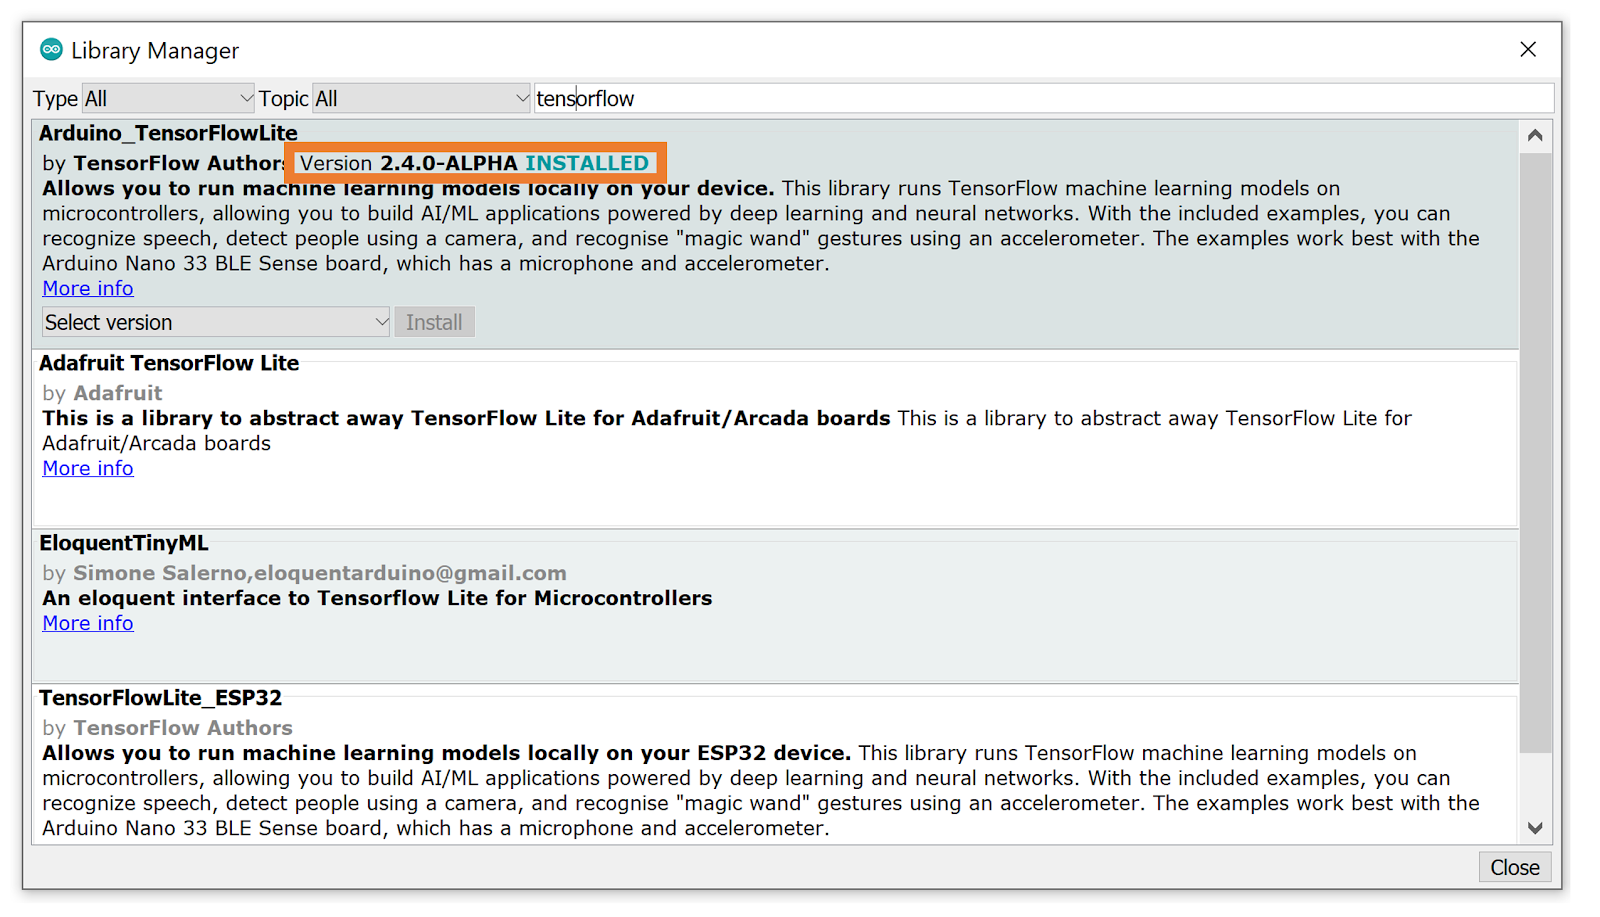 Library Manager
Type All Topic All tensorflow
Arduino_TensorFlowLite
by TensorFlow Authors Version 2.4.0-ALPHA INSTALLED
Allows you to run machine learning models locally on your device. This library runs TensorFlow machine learning models on
microcontrollers, allowing you to build AI/ML applications powered by deep learning and neural networks. With the included examples, you can
recognize speech, detect people using a camera, and recognise "magic wand" gestures using an accelerometer. The examples work best with the
Arduino Nano 33 BLE Sense board, which has a microphone and accelerometer.
More info
Select version Install
Adafruit TensorFlow Lite
by Adafruit
This is a library to abstract away TensorFlow Lite for Adafruit/Arcada boards This is a library to abstract away TensorFlow Lite for
Adafruit/Arcada boards
More info
EloquentTinyML
by Simone Salerno,eloquentarduino@gmail.com
An eloquent interface to Tensorflow Lite for Microcontrollers
More info
TensorFlowLite_ESP32
by TensorFlow Authors
Allows you to run machine learning models locally on your ESP32 device. This library runs TensorFlow machine learning models on
microcontrollers, allowing you to build AI/ML applications powered by deep learning and neural networks. With the included examples, you can
recognize speech, detect people using a camera, and recognise "magic wand" gestures using an accelerometer. The examples work best with the
Arduino Nano 33 BLE Sense board, which has a microphone and accelerometer.
Close